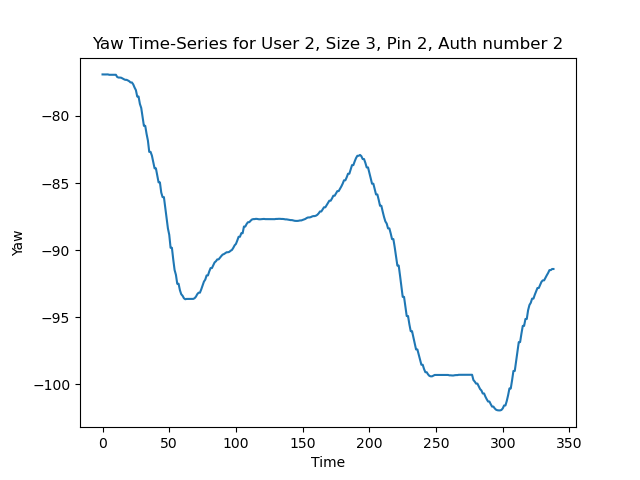 Yaw Time-Series for User 2, Size 3, Pin 2, Auth number 2
−80
−85
−90
−95
−100
Yaw
0 50 100 150 200 250 300 350
Time